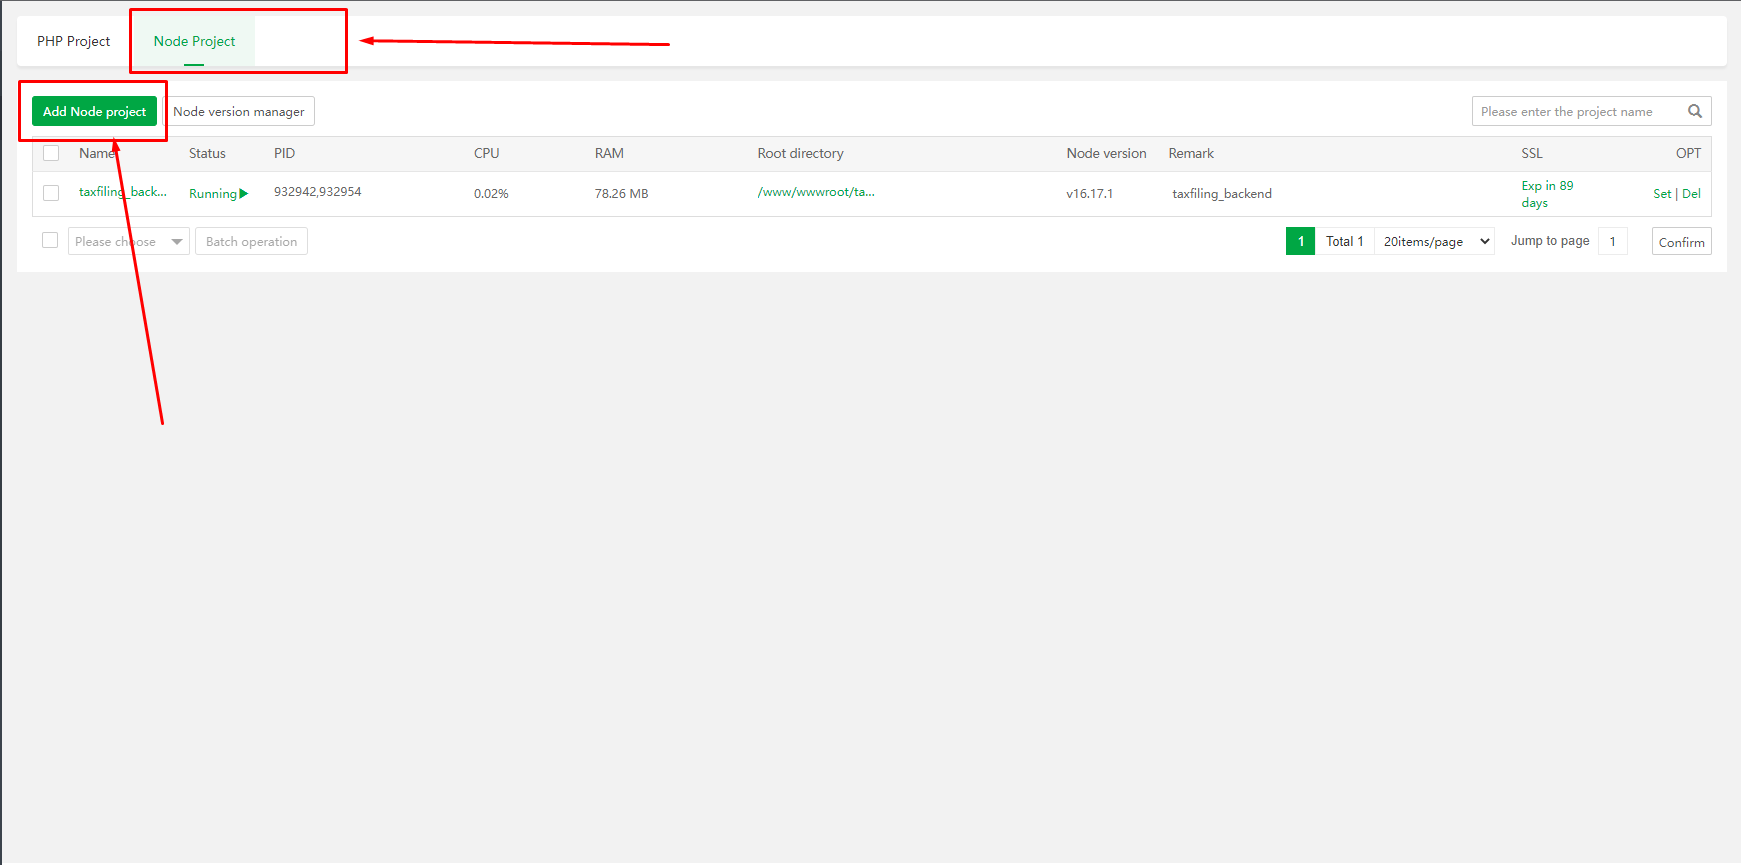 PHP Project Node Project
Add Node project Node version manager Please enter the project name
Name Status PID CPU RAM Root directory Node version Remark SSL OPT
taxfiling_back... Running 932942,932954 0.02% 78.26 MB /www/wwwroot/ta... v16.17.1 taxfiling_backend Exp in 89 days Set | Del
Please choose Batch operation 1 Total 1 20items/page Jump to page 1 Confirm